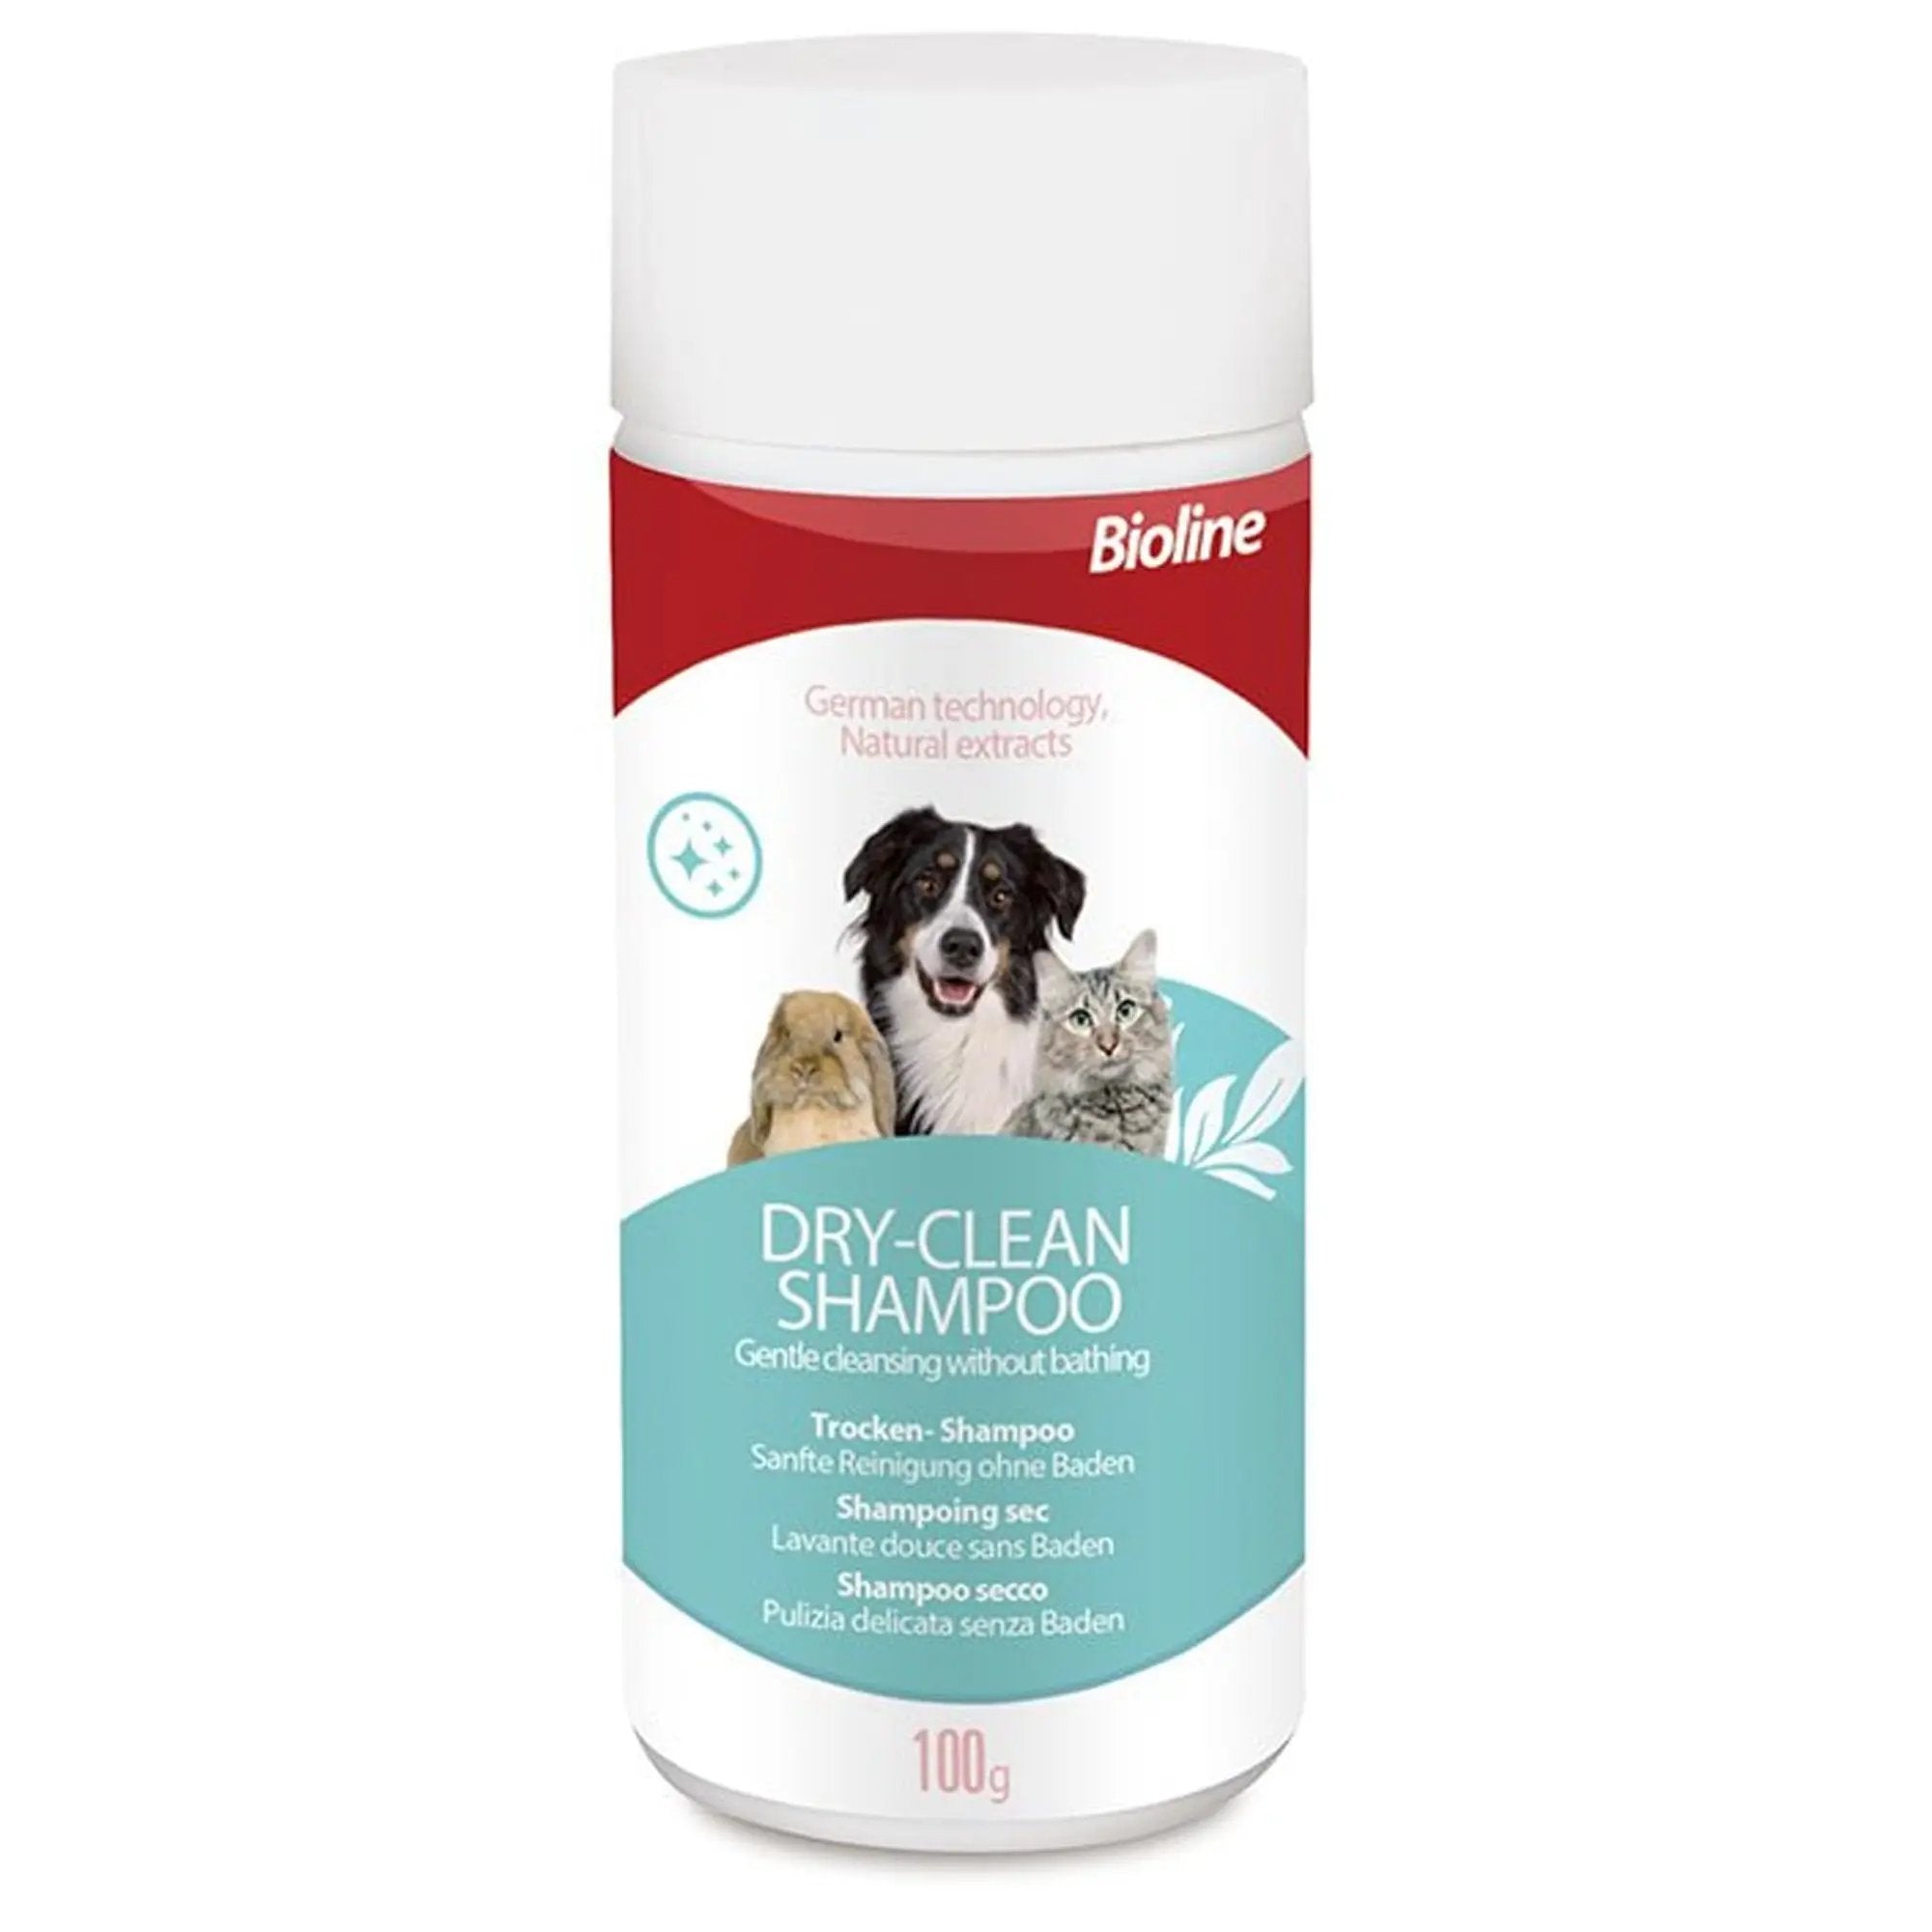 Bioline
German technology,
Natural extracts
DRY-CLEAN
SHAMPOO
Gentle cleansing without bathing
Trocken- Shampoo
Sanfte Reinigung ohne Baden
Shampoing sec
Lavante douce sans Baden
Shampoo secco
Pulizia delicata senza Baden
100g